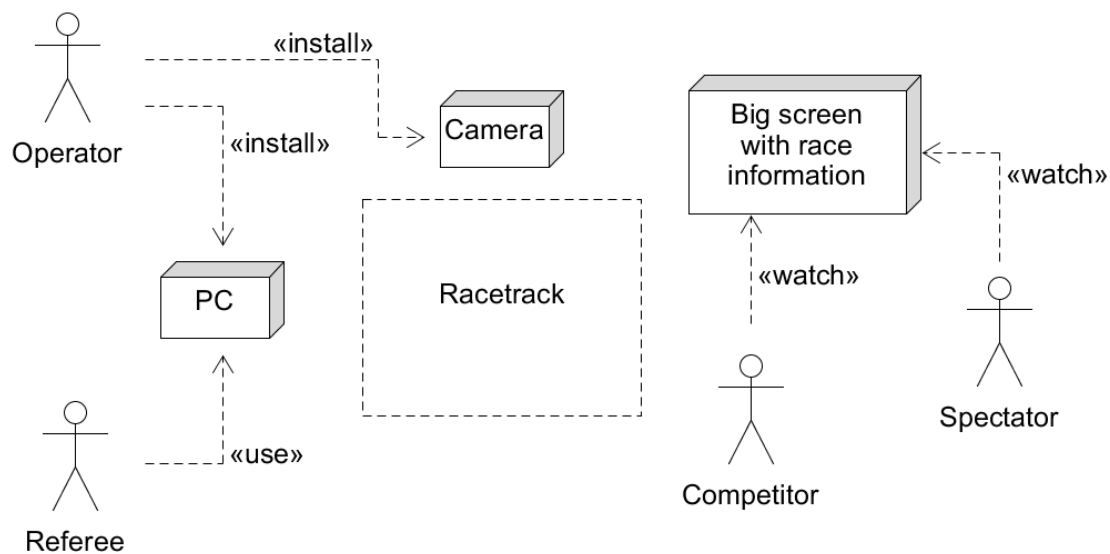 «install»
Camera
Operator
«install»
Big screen
with race
information
«watch»
PC
Racetrack
«watch»
«use»
Referee
Competitor
Spectator